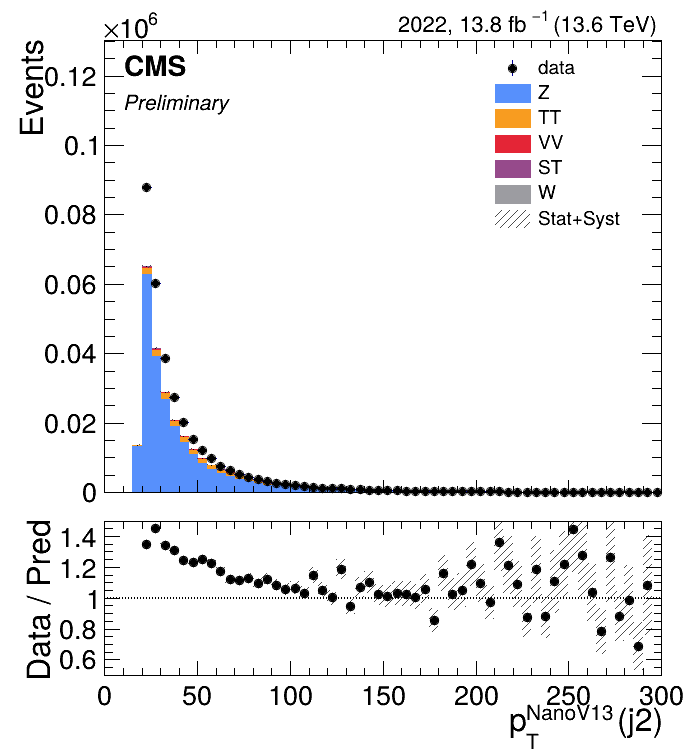 ×10⁶
2022, 13.8 fb⁻¹ (13.6 TeV)
CMS
Preliminary
data
Z
TT
VV
ST
W
Stat+Syst
Events
0.12
0.1
0.08
0.06
0.04
0.02
0
Data / Pred
1.4
1.2
1
0.8
0.6
0 50 100 150 200 250 300
p_T^NanoV13 (j2)